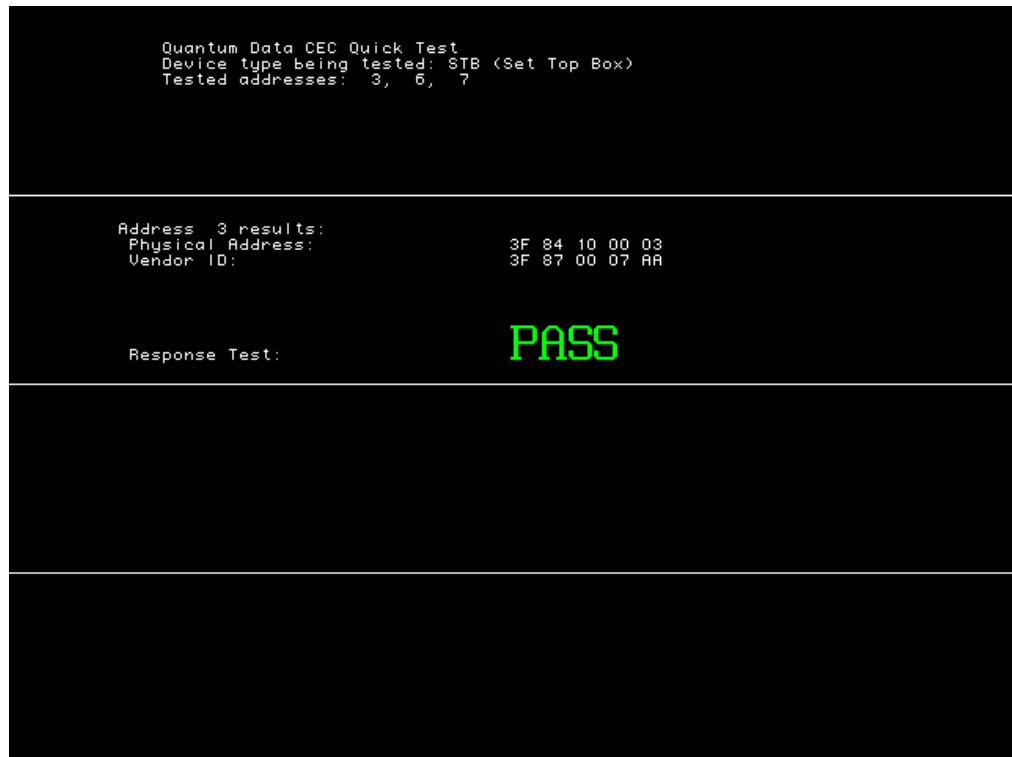 Quantum Data CEC Quick Test
Device type being tested: STB (Set Top Box)
Tested addresses: 3, 6, 7
Address 3 results:
Physical Address: 3F 84 10 00 03
Vendor ID: 3F 87 00 07 AA
Response Test: PASS